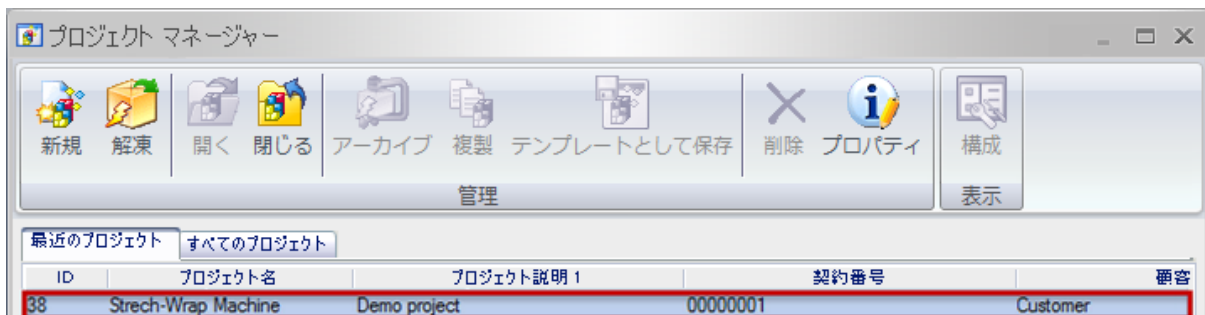 プロジェクト マネージャー
新規 解凍 開く 閉じる アーカイブ 複製 テンプレートとして保存 削除 プロパティ 構成
管理 表示
最近のプロジェクト すべてのプロジェクト
ID プロジェクト名 プロジェクト説明 1 契約番号 顧客
38 Strech-Wrap Machine Demo project 00000001 Customer